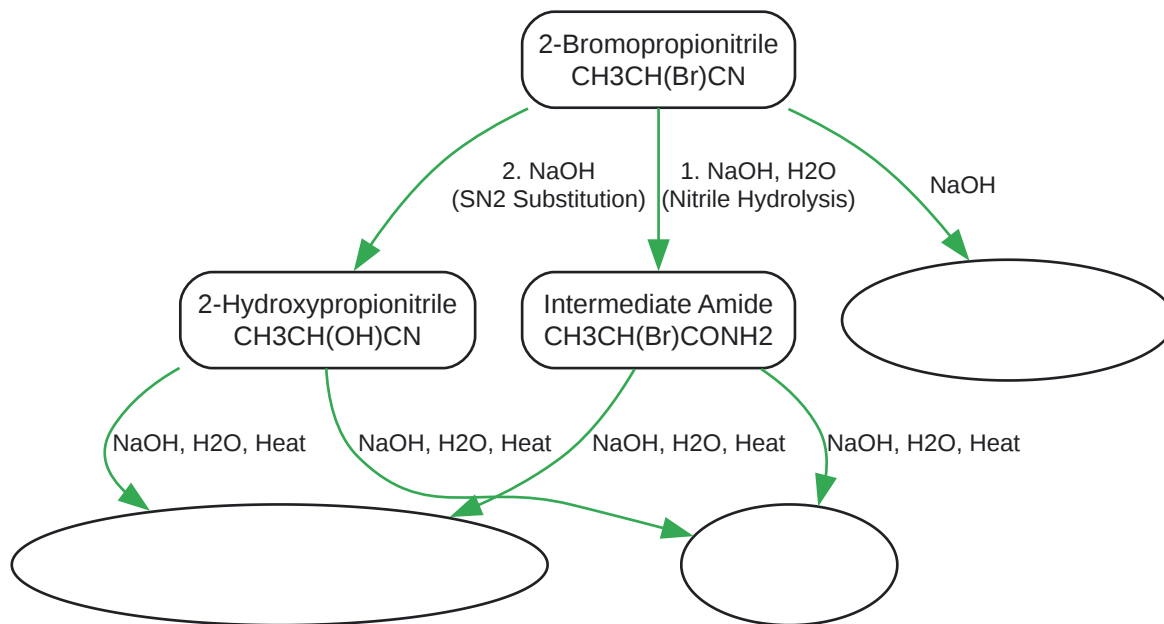 2-Bromopropionitrile
CH3CH(Br)CN
2. NaOH
(SN2 Substitution)
1. NaOH, H2O
(Nitrile Hydrolysis)
NaOH
2-Hydroxypropionitrile
CH3CH(OH)CN
Intermediate Amide
CH3CH(Br)CONH2
NaOH, H2O, Heat
NaOH, H2O, Heat
NaOH, H2O, Heat
NaOH, H2O, Heat